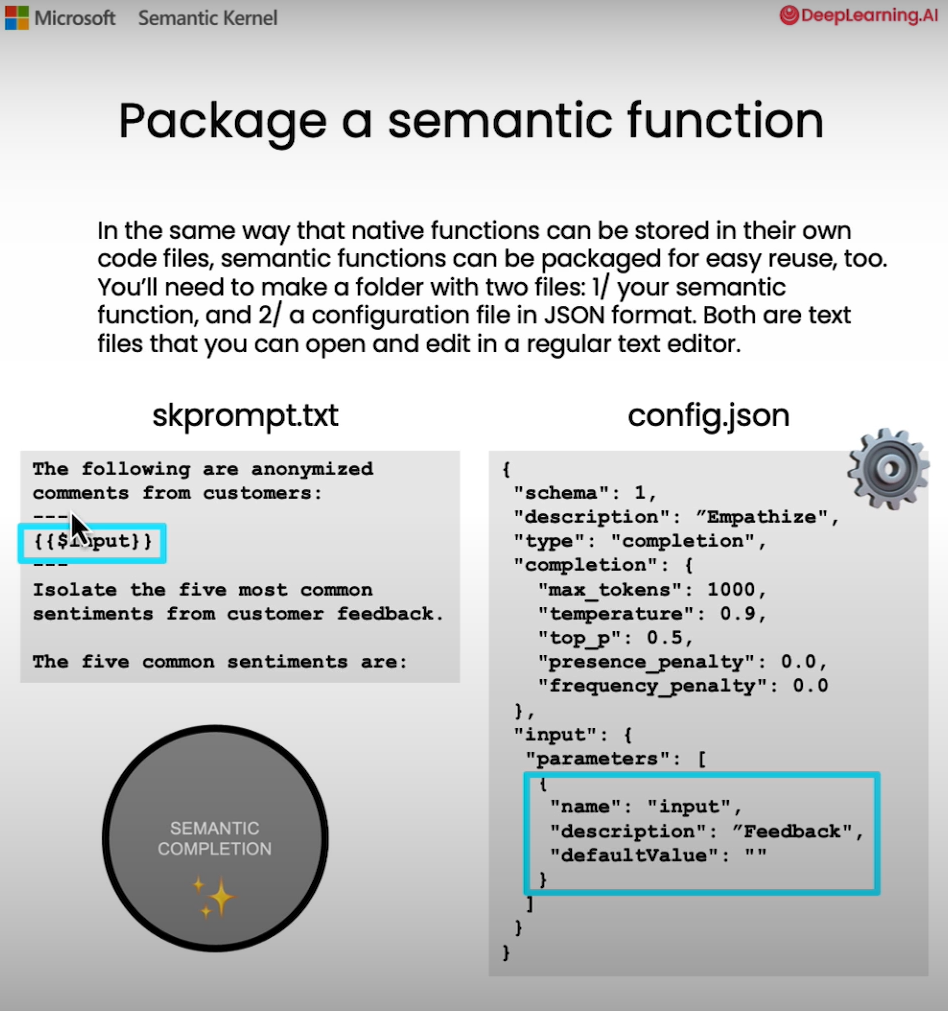 Microsoft Semantic Kernel
DeepLearning.AI
Package a semantic function
In the same way that native functions can be stored in their own
code files, semantic functions can be packaged for easy reuse, too.
You'll need to make a folder with two files: 1/ your semantic
function, and 2/ a configuration file in JSON format. Both are text
files that you can open and edit in a regular text editor.
skprompt.txt
The following are anonymized
comments from customers:
---
{{$input}}
---
Isolate the five most common
sentiments from customer feedback.
The five common sentiments are:
SEMANTIC
COMPLETION
config.json
{
"schema": 1,
"description": ”Empathize",
"type": "completion",
"completion": {
"max_tokens": 1000,
"temperature": 0.9,
"top_p": 0.5,
"presence_penalty": 0.0,
"frequency_penalty": 0.0
},
"input": {
"parameters": [
{
"name": "input",
"description": ”Feedback",
"defaultValue": ""
}
]
}
}